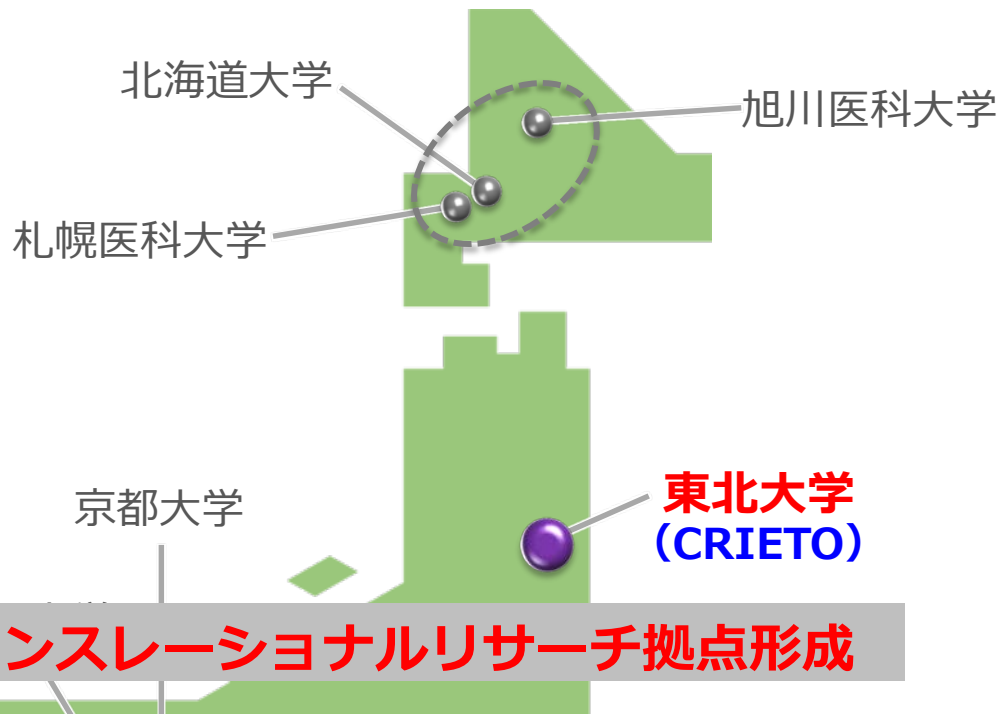 北海道大学
旭川医科大学
札幌医科大学
京都大学
東北大学
（CRIETO）
ンスレーショナルリサーチ拠点形成